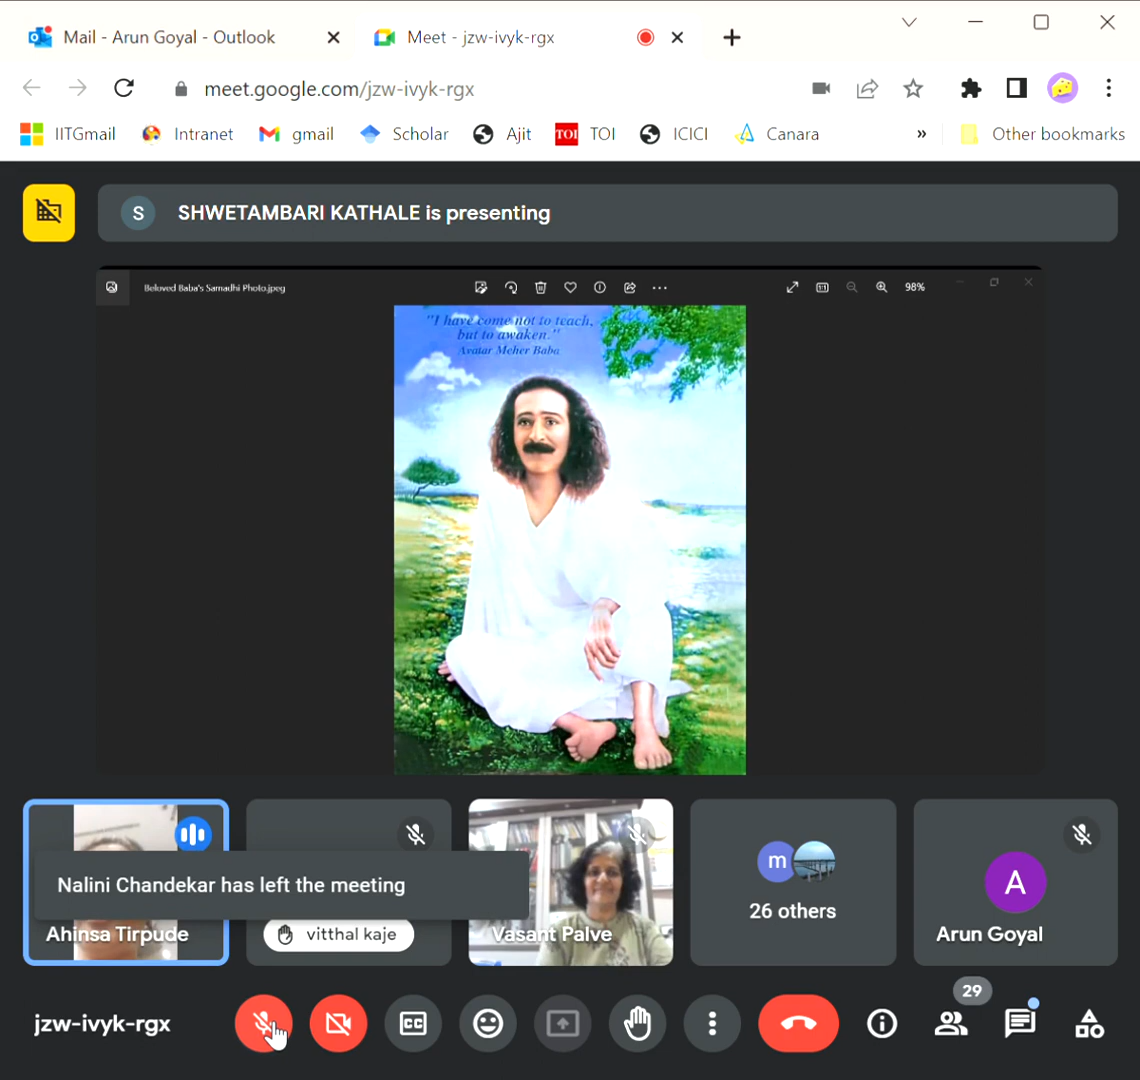 Mail - Arun Goyal - Outlook
Meet - jzw-ivyk-rgx
meet.google.com/jzw-ivyk-rgx
IITGmail
Intranet
gmail
Scholar
Ajit
TOI
TOI
ICICI
Canara
»
Other bookmarks
S
SHWETAMBARI KATHALE is presenting
Beloved Baba's Samadhi Photo.jpeg
98%
"I have come not to teach,
but to awaken."
Avatar Meher Baba
Nalini Chandekar has left the meeting
Ahinsa Tirpude
vitthal kaje
Vasant Palve
m
26 others
A
Arun Goyal
jzw-ivyk-rgx
CC
29